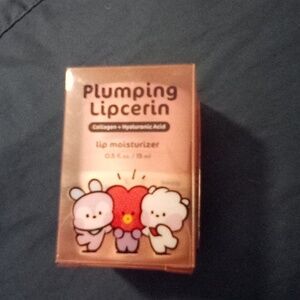 Plumping
Lipcerin
Collagen + Hyaluronic Acid
lip moisturizer
0.5 fl. oz. / 15 ml